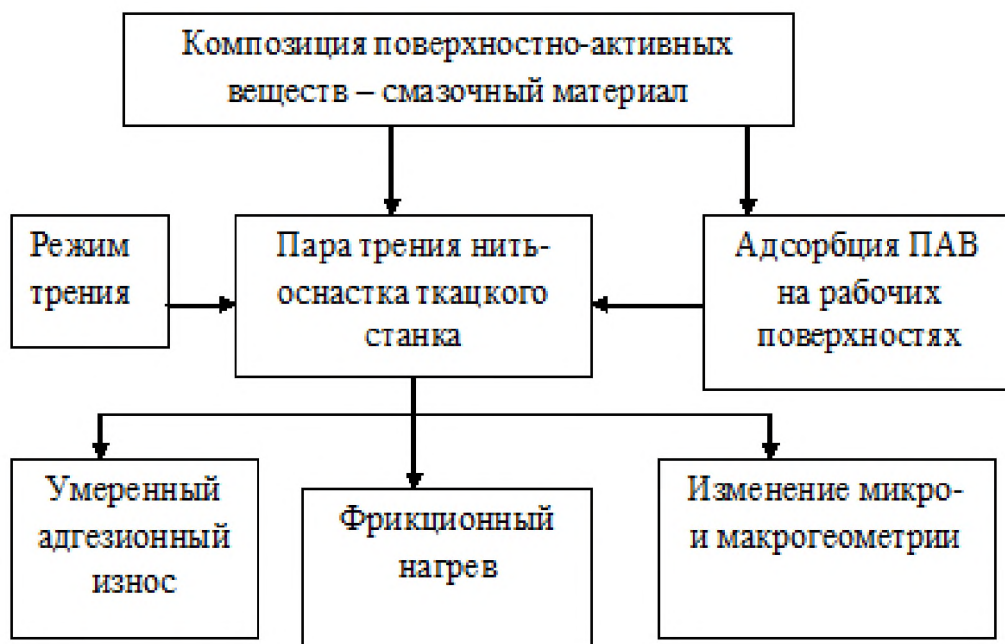 Композиция поверхностно-активных
веществ – смазочный материал
Режим
трения
Пара трения нить-
оснастка ткацкого
станка
Адсорбция ПАВ
на рабочих
поверхностях
Умеренный
адгезионный
износ
Фрикционный
нагрев
Изменение микро-
и макрогеометрии